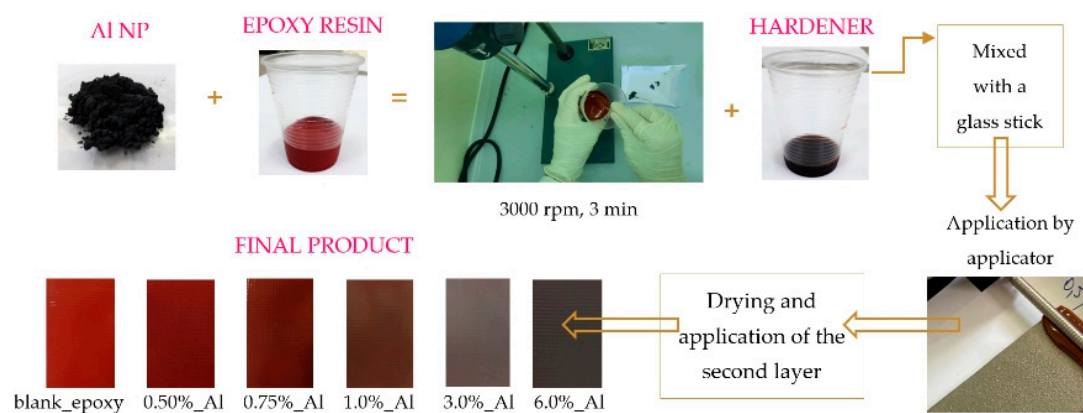 Al NP
EPOXY RESIN
HARDENER
+
=
+
Mixed
with a
glass stick
3000 rpm, 3 min
Application by
applicator
FINAL PRODUCT
Drying and
application of the
second layer
blank_epoxy
0.50%_Al
0.75%_Al
1.0%_Al
3.0%_Al
6.0%_Al